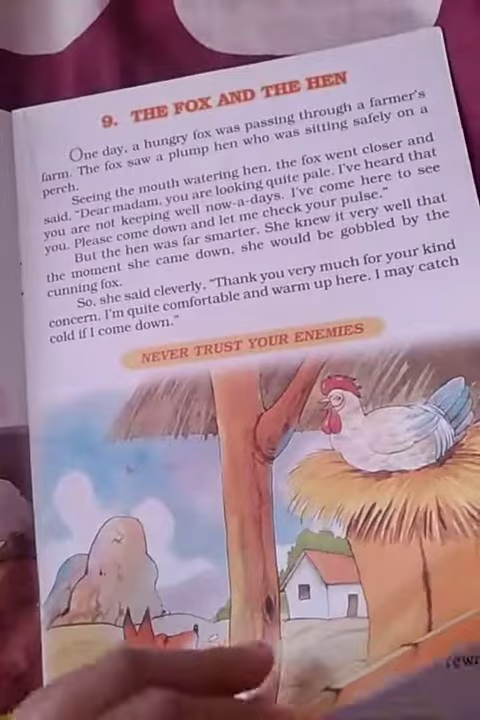 9. THE FOX AND THE HEN
One day, a hungry fox was passing through a farmer's
farm. The fox saw a plump hen who was sitting safely on a
perch.
Seeing the mouth watering hen, the fox went closer and
said, "Dear madam, you are looking quite pale. I've heard that
you are not keeping well now-a-days. I've come here to see
you. Please come down and let me check your pulse."
But the hen was far smarter. She knew it very well that
the moment she came down, she would be gobbled by the
cunning fox.
So, she said cleverly, "Thank you very much for your kind
concern. I'm quite comfortable and warm up here. I may catch
cold if I come down."
NEVER TRUST YOUR ENEMIES